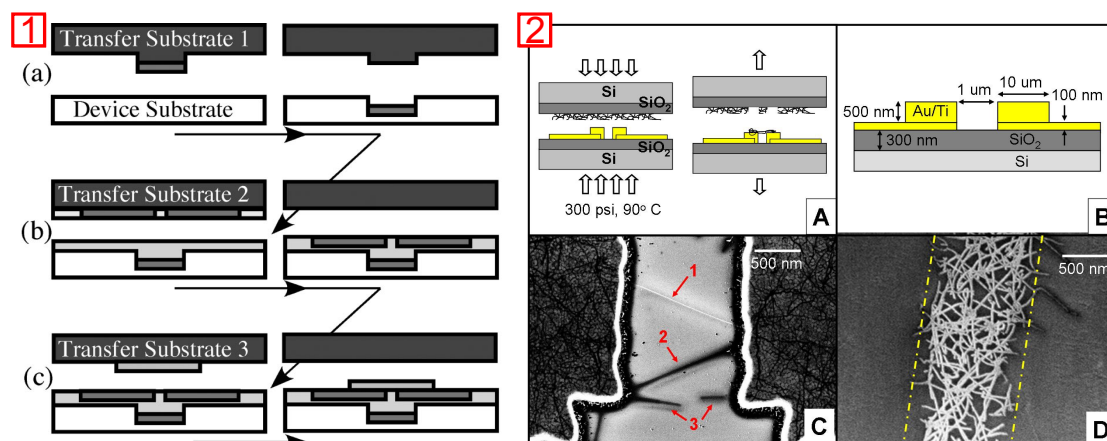 1
Transfer Substrate 1
(a)
Device Substrate
Transfer Substrate 2
(b)
Transfer Substrate 3
(c)
2
Si
SiO2
SiO2
SiO2
Si
300 psi, 90o C
A
10 um
1 um
100 nm
500 nm
Au/Ti
300 nm
SiO2
Si
B
500 nm
1
2
3
C
500 nm
D